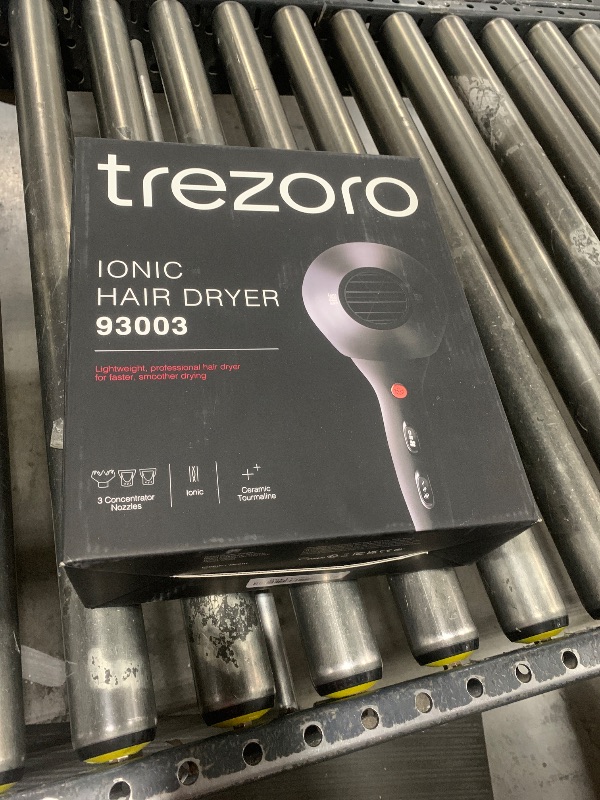 trezoro
IONIC
HAIR DRYER
93003
Lightweight, professional hair dryer
for faster, smoother drying
3 Concentrator
Nozzles
Ionic
Ceramic
Tourmaline